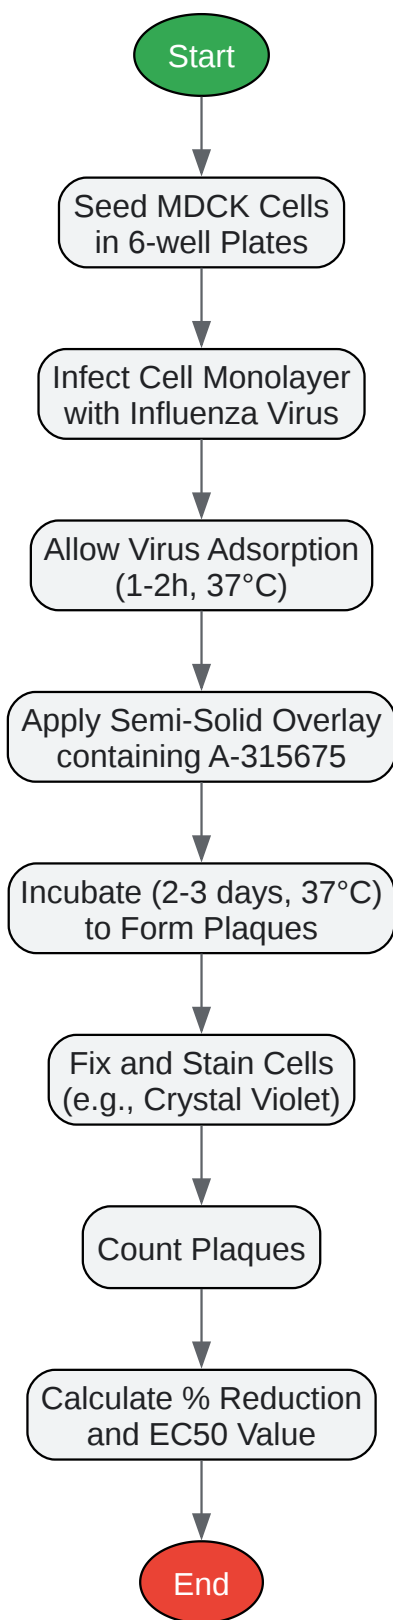 Start
Seed MDCK Cells
in 6-well Plates
Infect Cell Monolayer
with Influenza Virus
Allow Virus Adsorption
(1-2h, 37°C)
Apply Semi-Solid Overlay
containing A-315675
Incubate (2-3 days, 37°C)
to Form Plaques
Fix and Stain Cells
(e.g., Crystal Violet)
Count Plaques
Calculate % Reduction
and EC50 Value
End